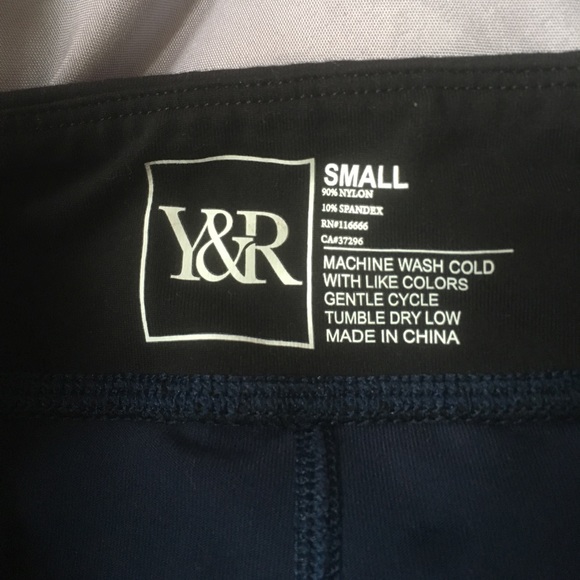 Y&R
SMALL
90% NYLON
10% SPANDEX
RN#116666
CA#37296
MACHINE WASH COLD
WITH LIKE COLORS
GENTLE CYCLE
TUMBLE DRY LOW
MADE IN CHINA